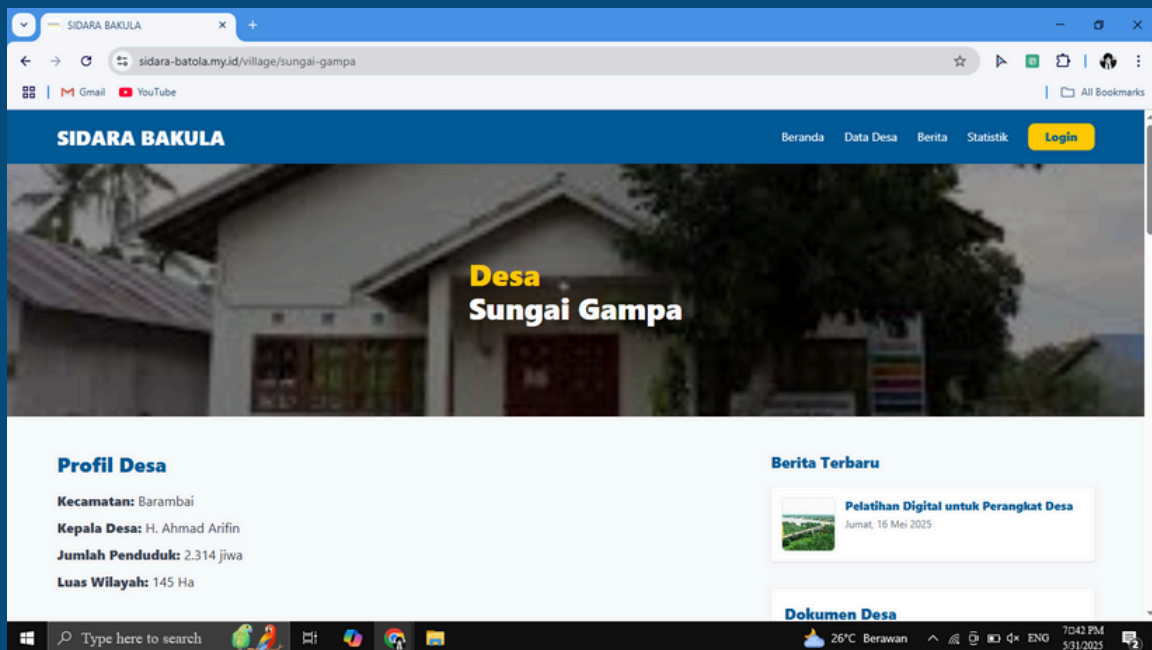 SIDARA BAKULA
sidara-batola.my.id/village/sungai-gampa
Gmail YouTube All Bookmarks
SIDARA BAKULA Beranda Data Desa Berita Statistik Login
Desa
Sungai Gampa
Profil Desa
Kecamatan: Barambai
Kepala Desa: H. Ahmad Arifin
Jumlah Penduduk: 2.314 jiwa
Luas Wilayah: 145 Ha
Berita Terbaru
Pelatihan Digital untuk Perangkat Desa
Jumat, 16 Mei 2025
Dokumen Desa
Type here to search 26°C Berawan ENG 7:42 PM
5/31/2025
2